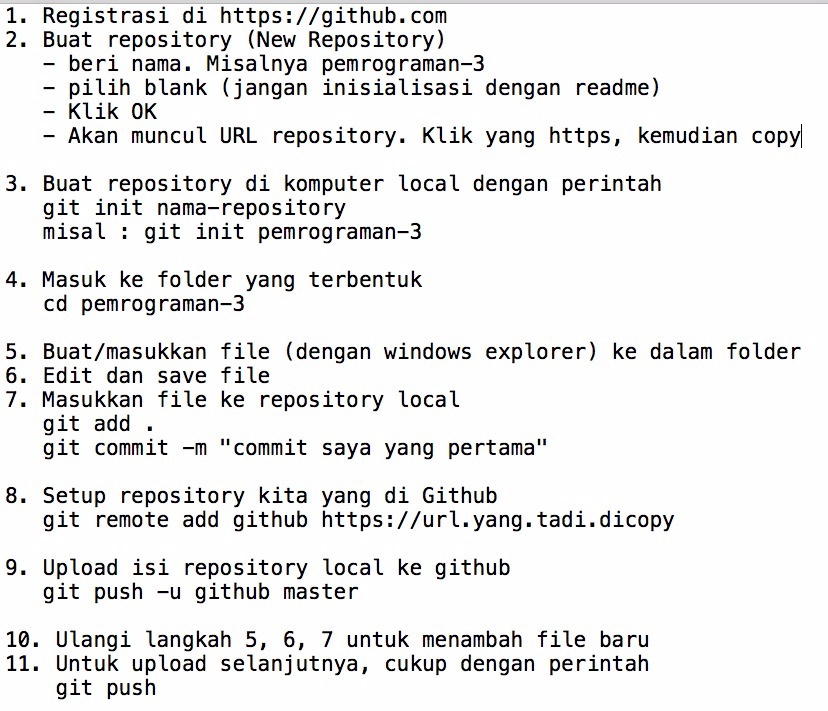 1. Registrasi di https://github.com
2. Buat repository (New Repository)
- beri nama. Misalnya pemrograman-3
- pilih blank (jangan inisialisasi dengan readme)
- Klik OK
- Akan muncul URL repository. Klik yang https, kemudian copy
3. Buat repository di komputer local dengan perintah
git init nama-repository
misal : git init pemrograman-3
4. Masuk ke folder yang terbentuk
cd pemrograman-3
5. Buat/masukkan file (dengan windows explorer) ke dalam folder
6. Edit dan save file
7. Masukkan file ke repository local
git add .
git commit -m "commit saya yang pertama"
8. Setup repository kita yang di Github
git remote add github https://url.yang.tadi.dicopy
9. Upload isi repository local ke github
git push -u github master
10. Ulangi langkah 5, 6, 7 untuk menambah file baru
11. Untuk upload selanjutnya, cukup dengan perintah
git push